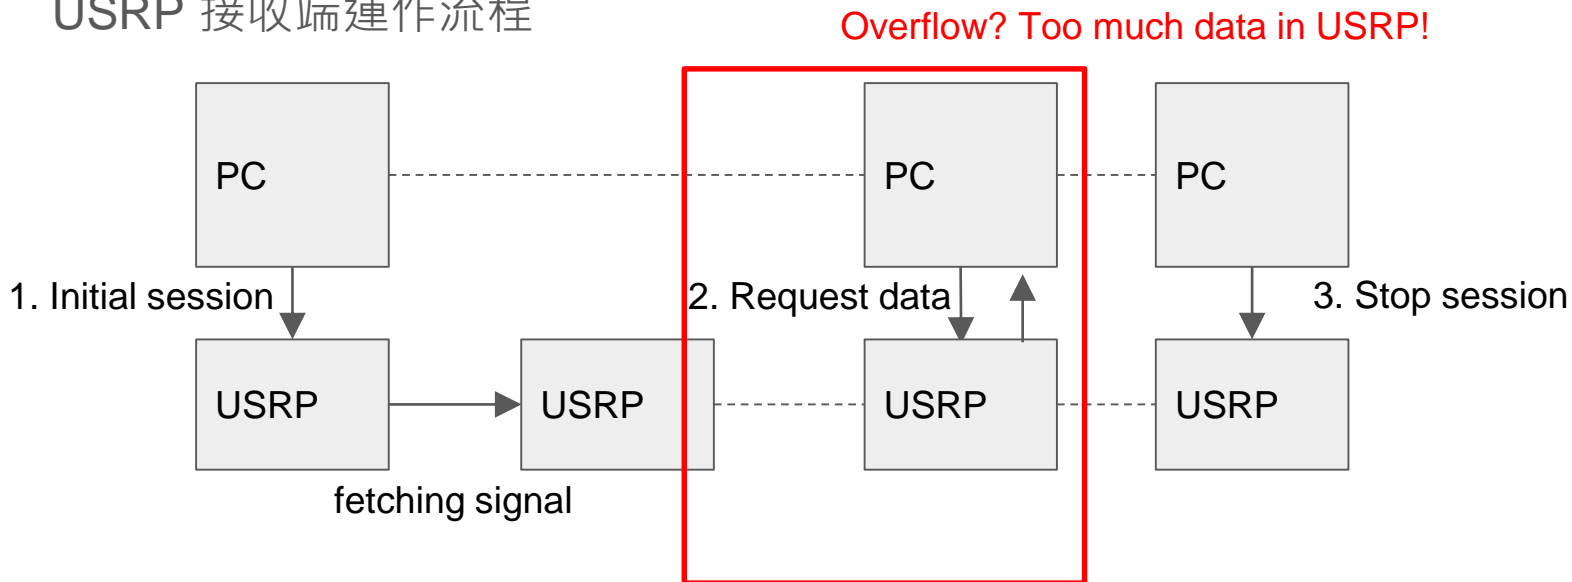 USRP 接收端運作流程
Overflow? Too much data in USRP!
PC
PC
PC
1. Initial session
2. Request data
3. Stop session
USRP
USRP
USRP
USRP
fetching signal